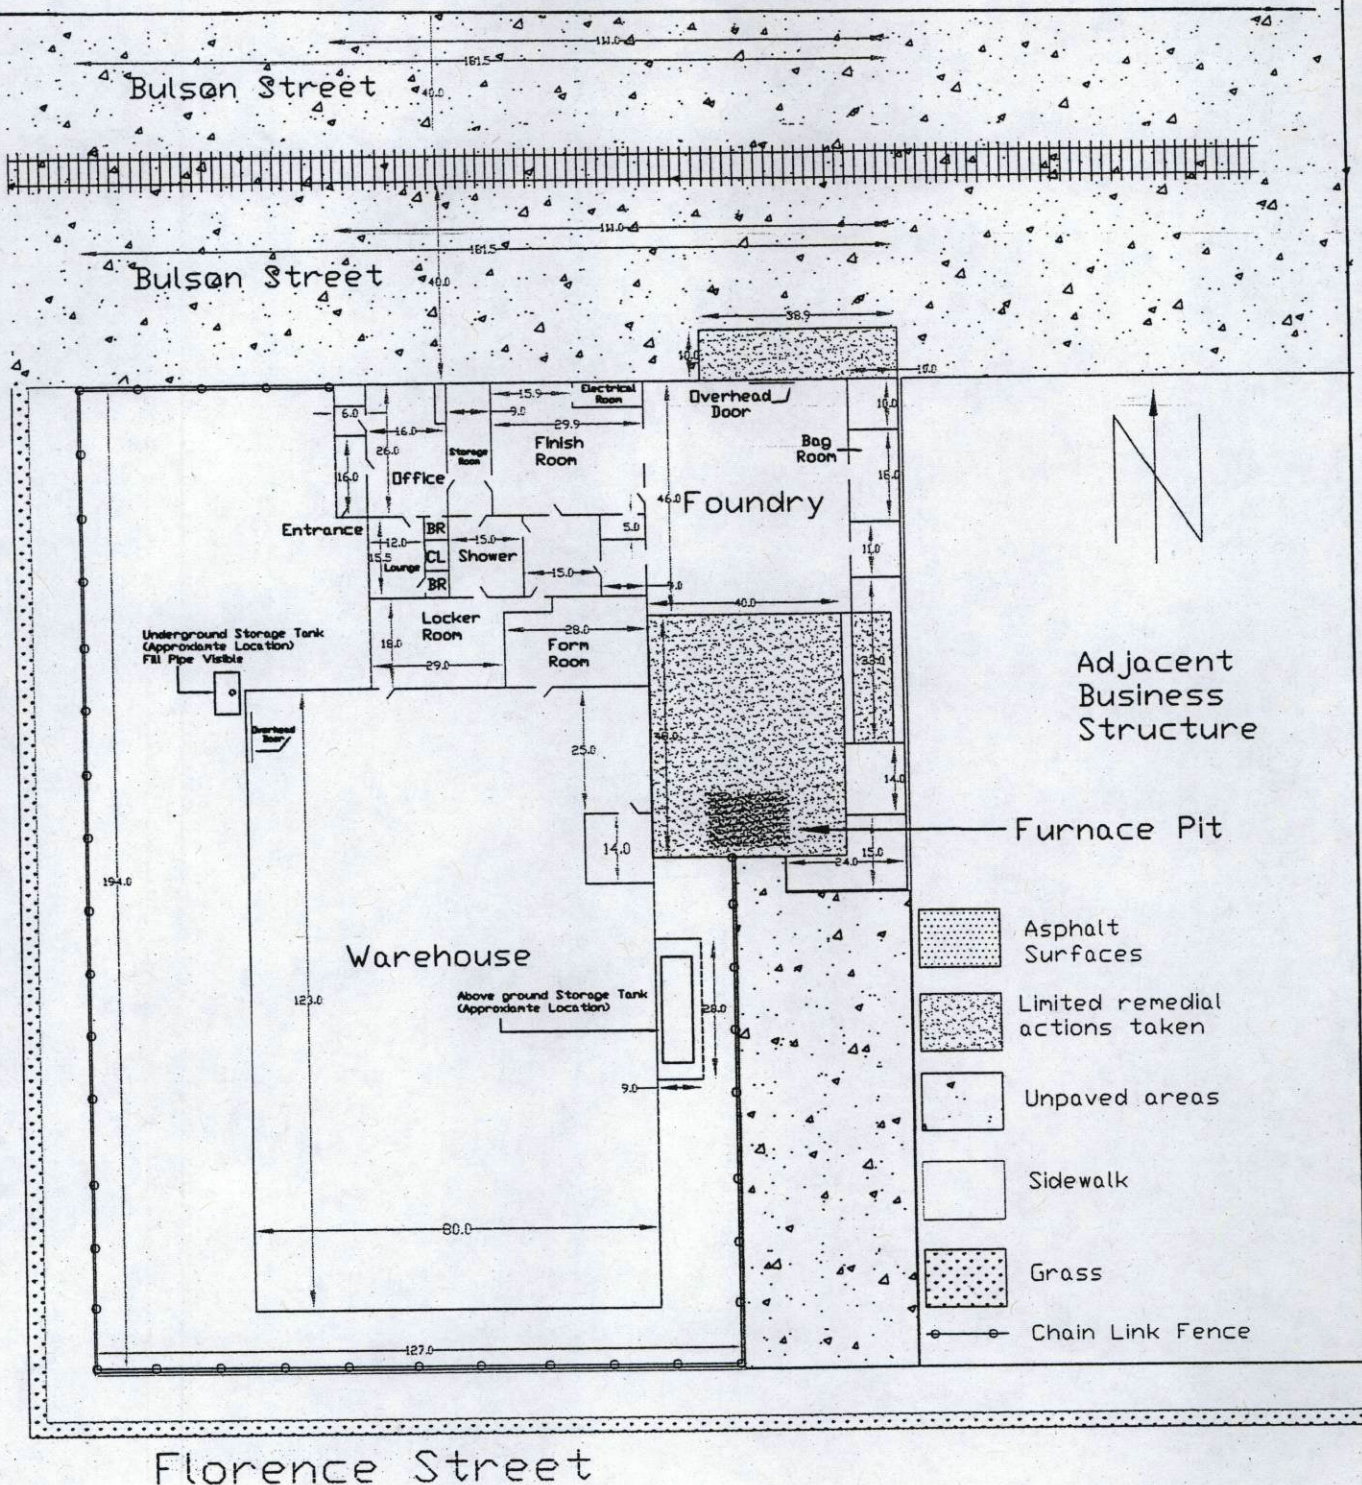 111.0
161.5
Bulson Street
40.0
111.0
161.5
Bulson Street
40.0
38.9
10.0
10.0
15.9
Electrical
Room
Overhead
Door
6.0
9.0
16.0
29.9
10.0
Storage
Room
Finish
Room
Bag
Room
26.0
16.0
Office
16.0
46.0
Foundry
Entrance
BR
15.0
5.0
12.0
15.5
CL
Shower
11.0
Lounge
BR
15.0
40.0
Locker
Room
18.0
28.0
Form
Room
29.0
Underground Storage Tank
(Approxiamte Location)
Fill Pipe Visible
Adjacent
Business
Structure
Overhead
Door
25.0
14.0
Furnace Pit
14.0
24.0
15.0
194.0
Asphalt
Surfaces
Warehouse
123.0
Above ground Storage Tank
(Approxiamte Location)
28.0
Limited remedial
actions taken
9.0
Unpaved areas
Sidewalk
80.0
Grass
Chain Link Fence
127.0
Florence Street